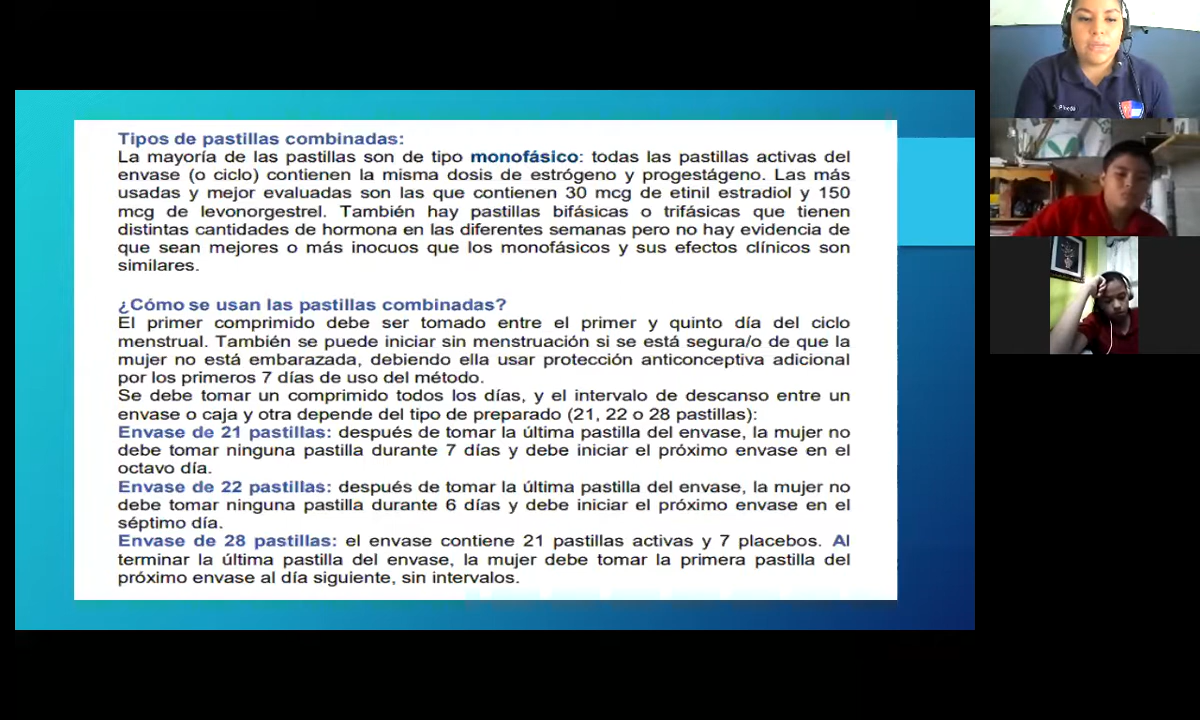 Tipos de pastillas combinadas:
La mayoría de las pastillas son de tipo monofásico: todas las pastillas activas del
envase (o ciclo) contienen la misma dosis de estrógeno y progestágeno. Las más
usadas y mejor evaluadas son las que contienen 30 mcg de etinil estradiol y 150
mcg de levonorgestrel. También hay pastillas bifásicas o trifásicas que tienen
distintas cantidades de hormona en las diferentes semanas pero no hay evidencia de
que sean mejores o más inocuos que los monofásicos y sus efectos clínicos son
similares.
¿Cómo se usan las pastillas combinadas?
El primer comprimido debe ser tomado entre el primer y quinto día del ciclo
menstrual. También se puede iniciar sin menstruación si se está segura/o de que la
mujer no está embarazada, debiendo ella usar protección anticonceptiva adicional
por los primeros 7 días de uso del método.
Se debe tomar un comprimido todos los días, y el intervalo de descanso entre un
envase o caja y otra depende del tipo de preparado (21, 22 o 28 pastillas):
Envase de 21 pastillas: después de tomar la última pastilla del envase, la mujer no
debe tomar ninguna pastilla durante 7 días y debe iniciar el próximo envase en el
octavo día.
Envase de 22 pastillas: después de tomar la última pastilla del envase, la mujer no
debe tomar ninguna pastilla durante 6 días y debe iniciar el próximo envase en el
séptimo día.
Envase de 28 pastillas: el envase contiene 21 pastillas activas y 7 placebos. Al
terminar la última pastilla del envase, la mujer debe tomar la primera pastilla del
próximo envase al día siguiente, sin intervalos.